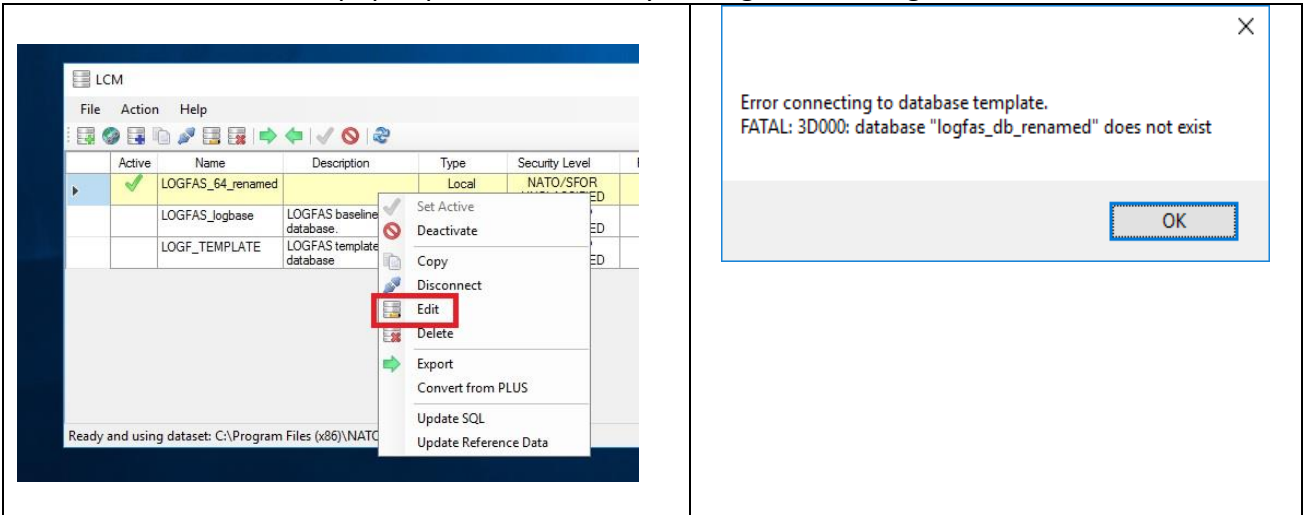 LCM
File Action Help
Active Name Description Type Security Level
LOGFAS_64_renamed Local NATO/SFOR
LOGFAS_logbase LOGFAS baseline
database.
LOGF_TEMPLATE LOGFAS template
database
Set Active
Deactivate
Copy
Disconnect
Edit
Delete
Export
Convert from PLUS
Update SQL
Update Reference Data
Ready and using dataset: C:\Program Files (x86)\NATO
Error connecting to database template.
FATAL: 3D000: database "logfas_db_renamed" does not exist
OK